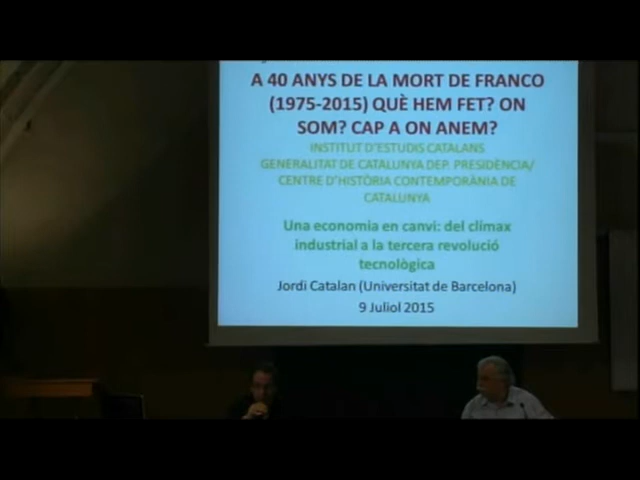 A 40 ANYS DE LA MORT DE FRANCO
(1975-2015) QUÈ HEM FET? ON
SOM? CAP A ON ANEM?
INSTITUT D'ESTUDIS CATALANS
GENERALITAT DE CATALUNYA DEP. PRESIDÈNCIA/
CENTRE D'HISTÒRIA CONTEMPORÀNIA DE
CATALUNYA
Una economia en canvi: del clímax
industrial a la tercera revolució
tecnològica
Jordi Catalan (Universitat de Barcelona)
9 Juliol 2015